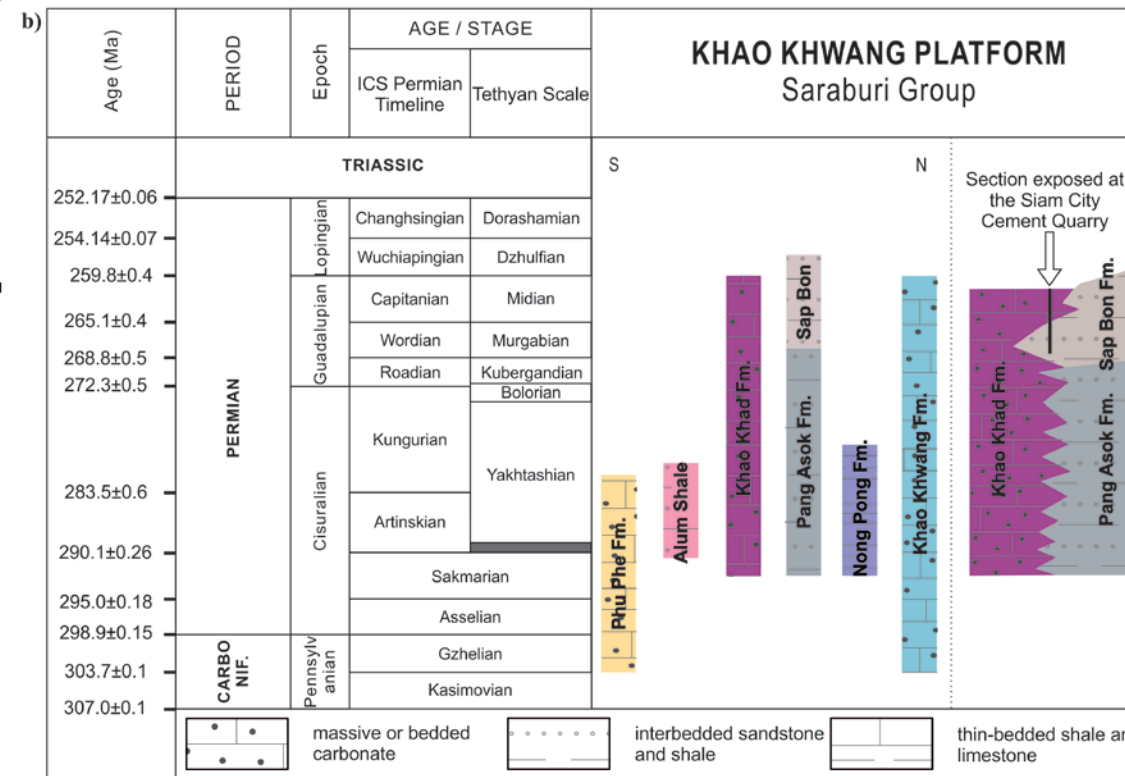 b)
Age (Ma)
PERIOD
Epoch
AGE / STAGE
ICS Permian
Timeline
Tethyan Scale
KHAO KHWANG PLATFORM
Saraburi Group
TRIASSIC
S
N
Section exposed at
the Siam City
Cement Quarry
252.17±0.06
254.14±0.07
259.8±0.4
265.1±0.4
268.8±0.5
272.3±0.5
283.5±0.6
290.1±0.26
295.0±0.18
298.9±0.15
303.7±0.1
307.0±0.1
PERMIAN
CARBO
NIF.
Lopingian
Guadalupian
Cisuralian
Pennsylv
anian
Changhsingian
Wuchiapingian
Capitanian
Wordian
Roadian
Kungurian
Artinskian
Sakmarian
Asselian
Gzhelian
Kasimovian
Dorashamian
Dzhulfian
Midian
Murgabian
Kubergandian
Bolorian
Yakhtashian
Phu Phe Fm.
Alum Shale
Khao Khad Fm.
Sap Bon
Pang Asok Fm.
Nong Pong Fm.
Khao Khwang Fm.
Khao Khad Fm.
Sap Bon Fm.
Pang Asok Fm.
massive or bedded
carbonate
interbedded sandstone
and shale
thin-bedded shale an
limestone